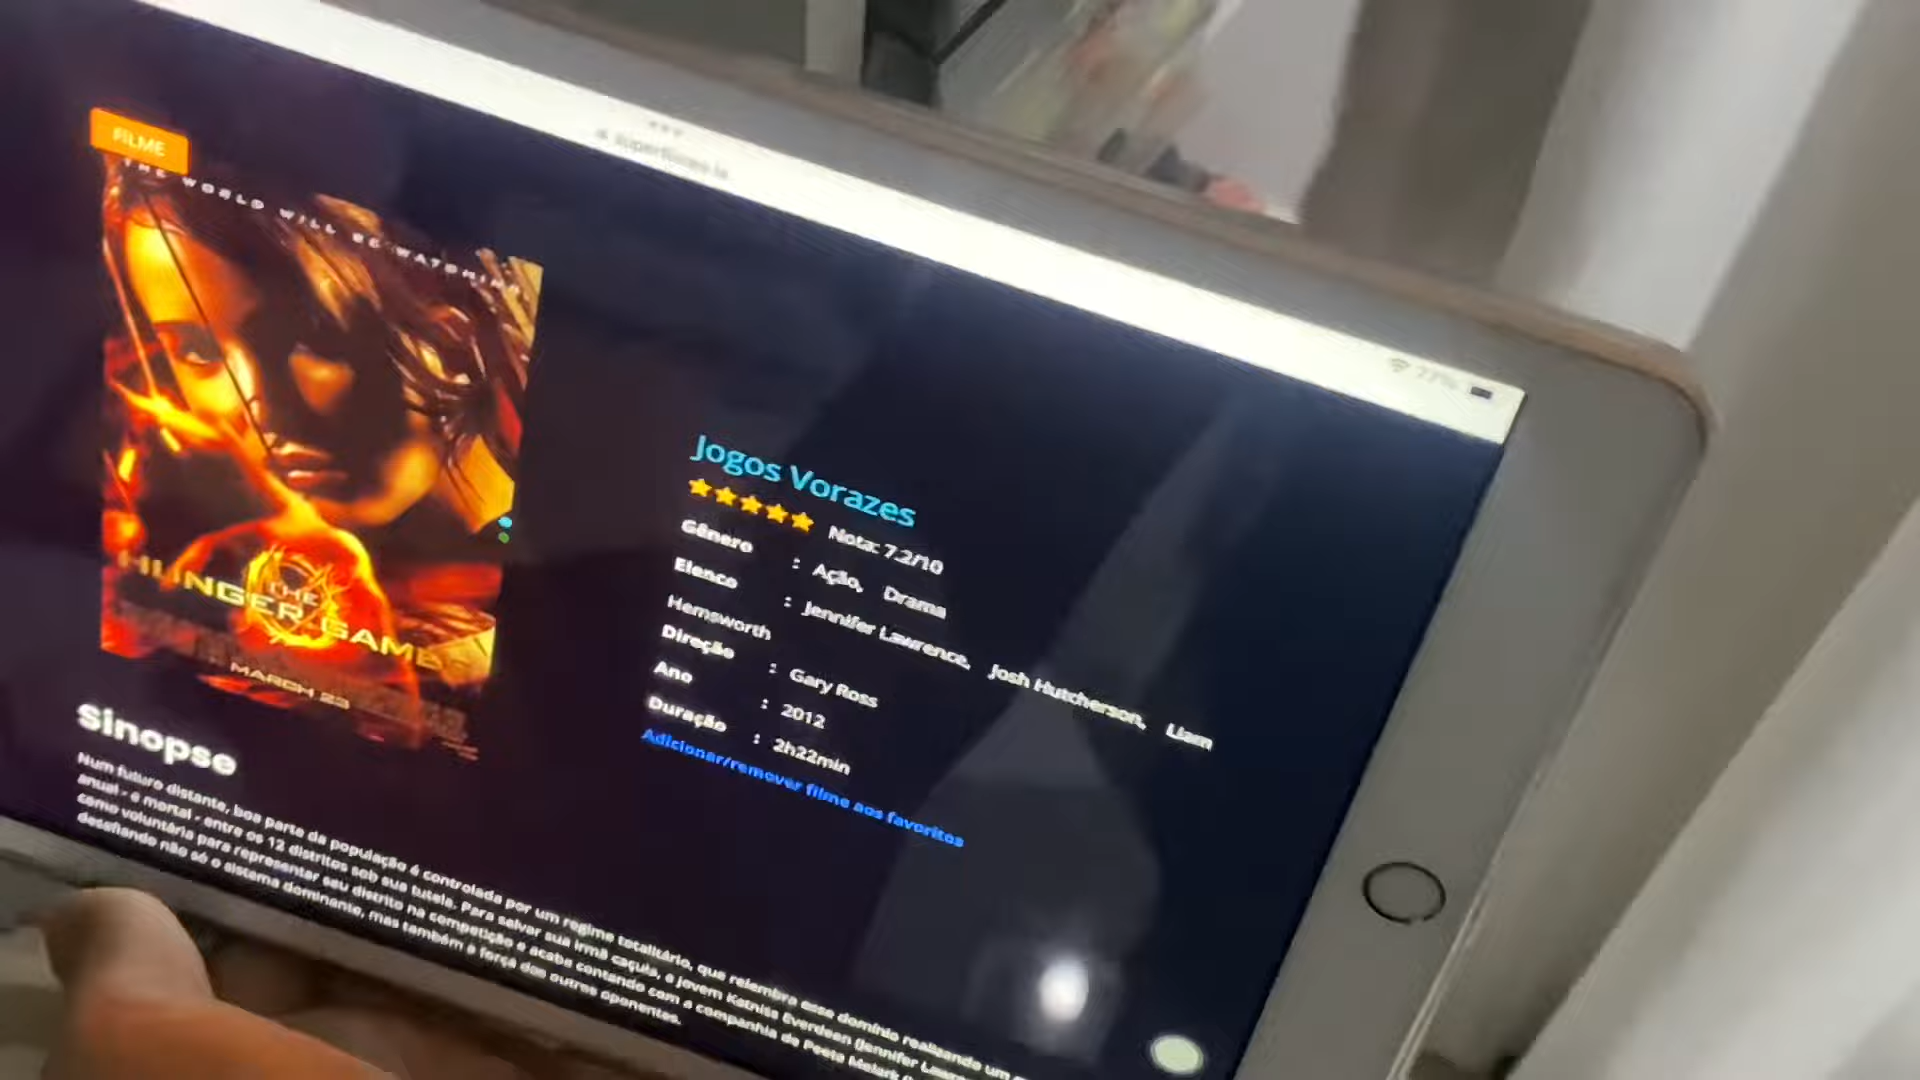 FILME
THE WORLD WILL BE WATCHING
THE
HUNGER GAMES
MARCH 23
Jogos Vorazes
Nota: 7.2/10
Gênero : Ação, Drama
Elenco : Jennifer Lawrence, Josh Hutcherson, Liam
Hemsworth
Direção : Gary Ross
Ano : 2012
Duração : 2h22min
Adicionar/remover filme aos favoritos
Sinopse
Num futuro distante, boa parte da população é controlada por um regime totalitário, que relembra esse domínio realizando um
anual - e mortal - entre os 12 distritos sob sua tutela. Para salvar sua irmã caçula, a jovem Katniss Everdeen (Jennifer
como voluntária para representar seu distrito na competição e acaba contando com a companhia de Peeta Melark
desafiando não só o sistema dominante, mas também a força dos outros oponentes.